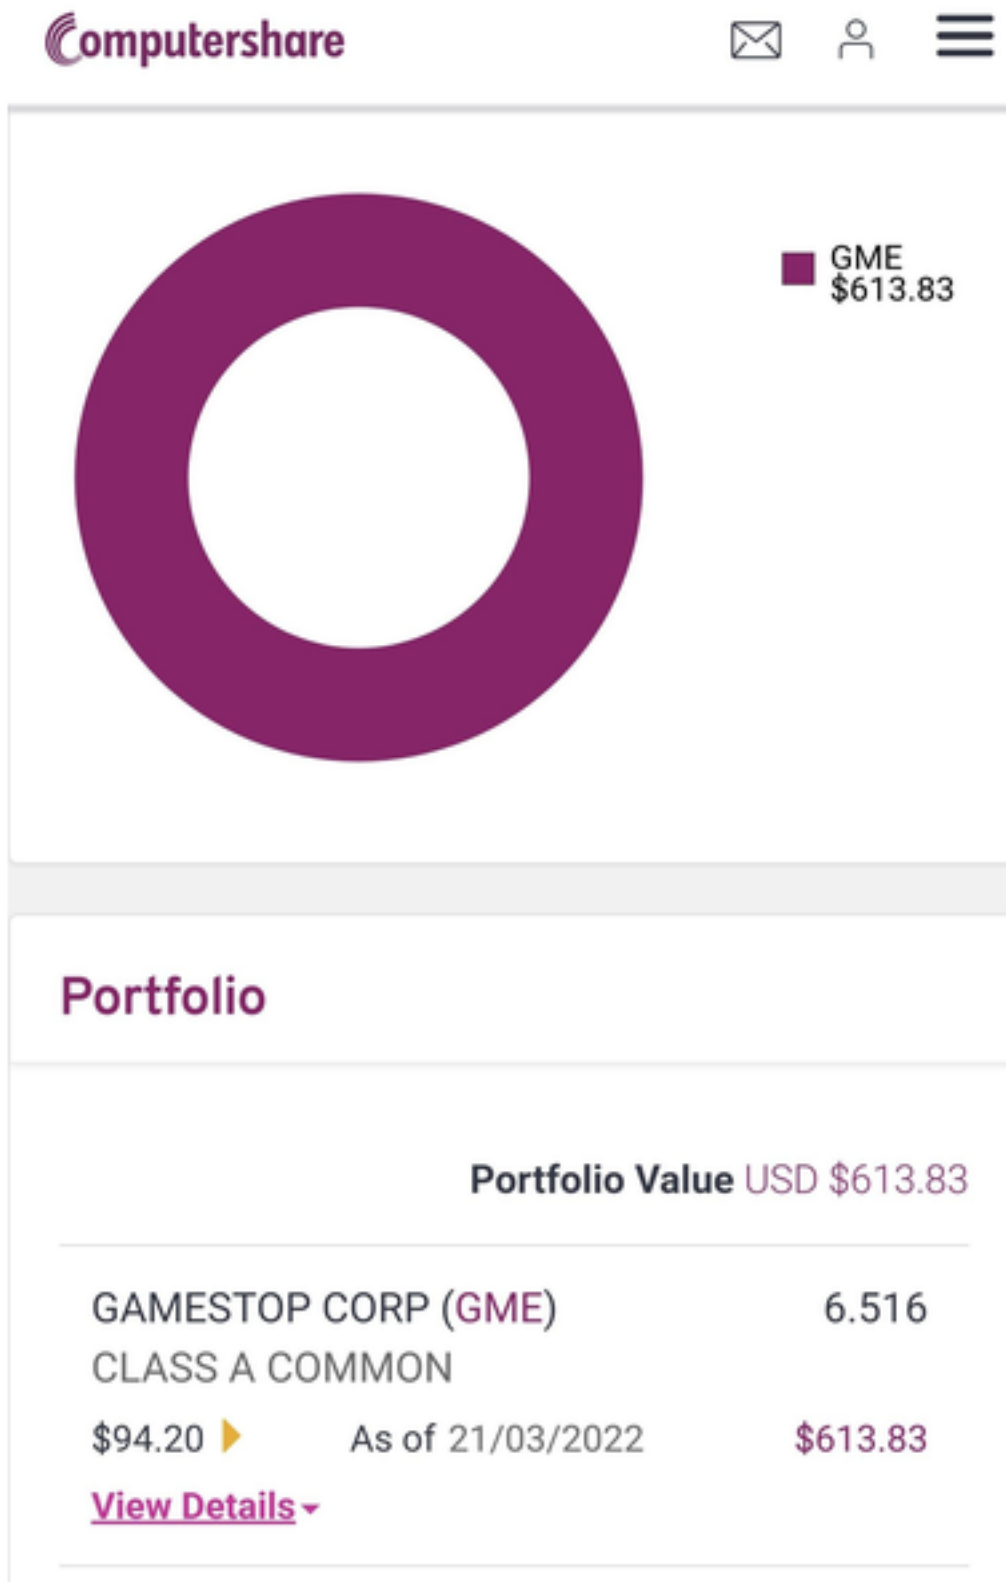 Computershare
GME
$613.83
Portfolio
Portfolio Value USD $613.83
GAMESTOP CORP (GME) 6.516
CLASS A COMMON
$94.20 As of 21/03/2022 $613.83
View Details